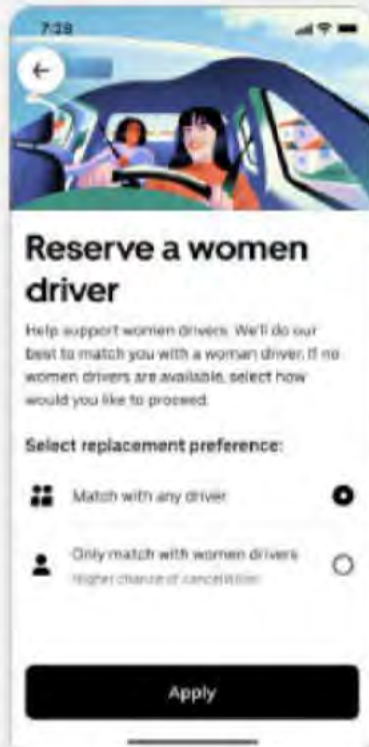 7:28
Reserve a women
driver
Help support women drivers. We'll do our
best to match you with a woman driver. If no
women drivers are available, select how
would you like to proceed.
Select replacement preference:
Match with any driver
Only match with women drivers
Higher chance of cancellation
Apply